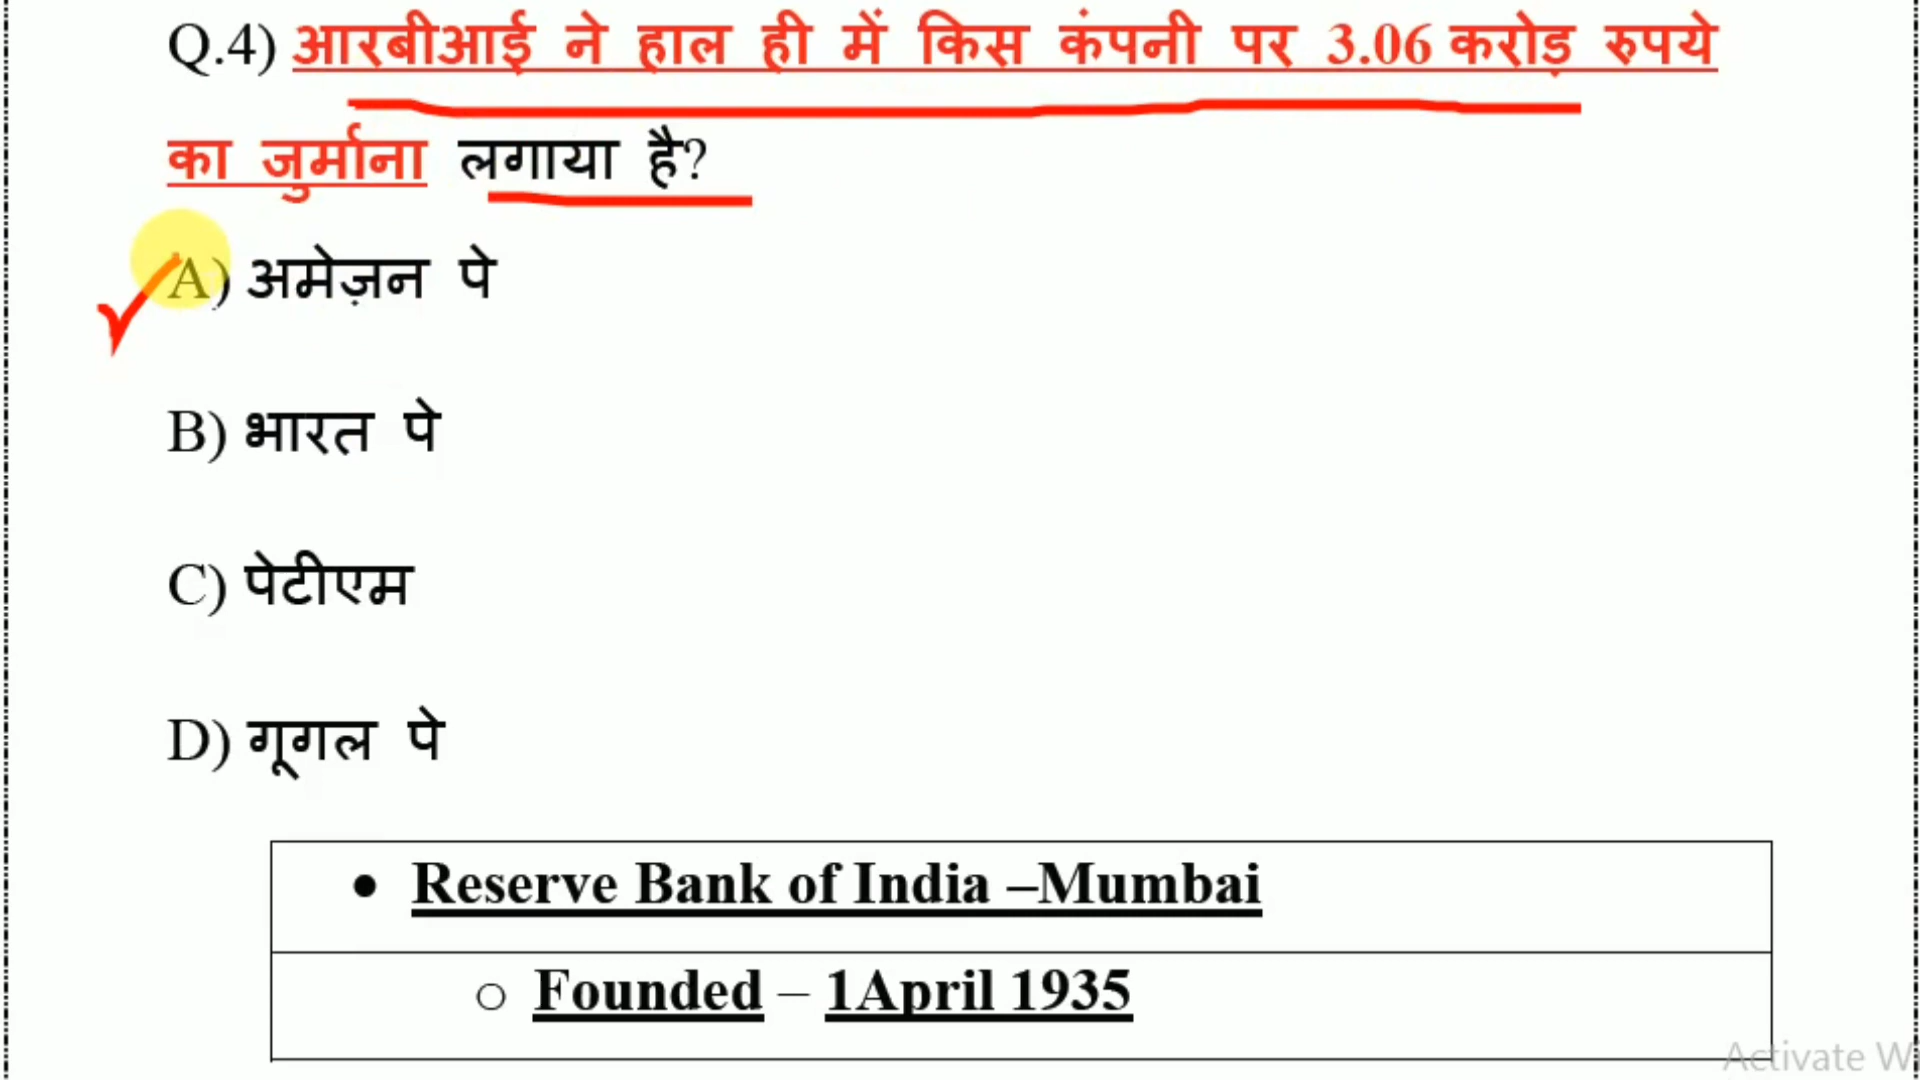 Q.4) आरबीआई ने हाल ही में किस कंपनी पर 3.06 करोड़ रुपये
का जुर्माना लगाया है?
A) अमेज़न पे
B) भारत पे
C) पेटीएम
D) गूगल पे
• Reserve Bank of India –Mumbai
o Founded – 1April 1935
Activate W